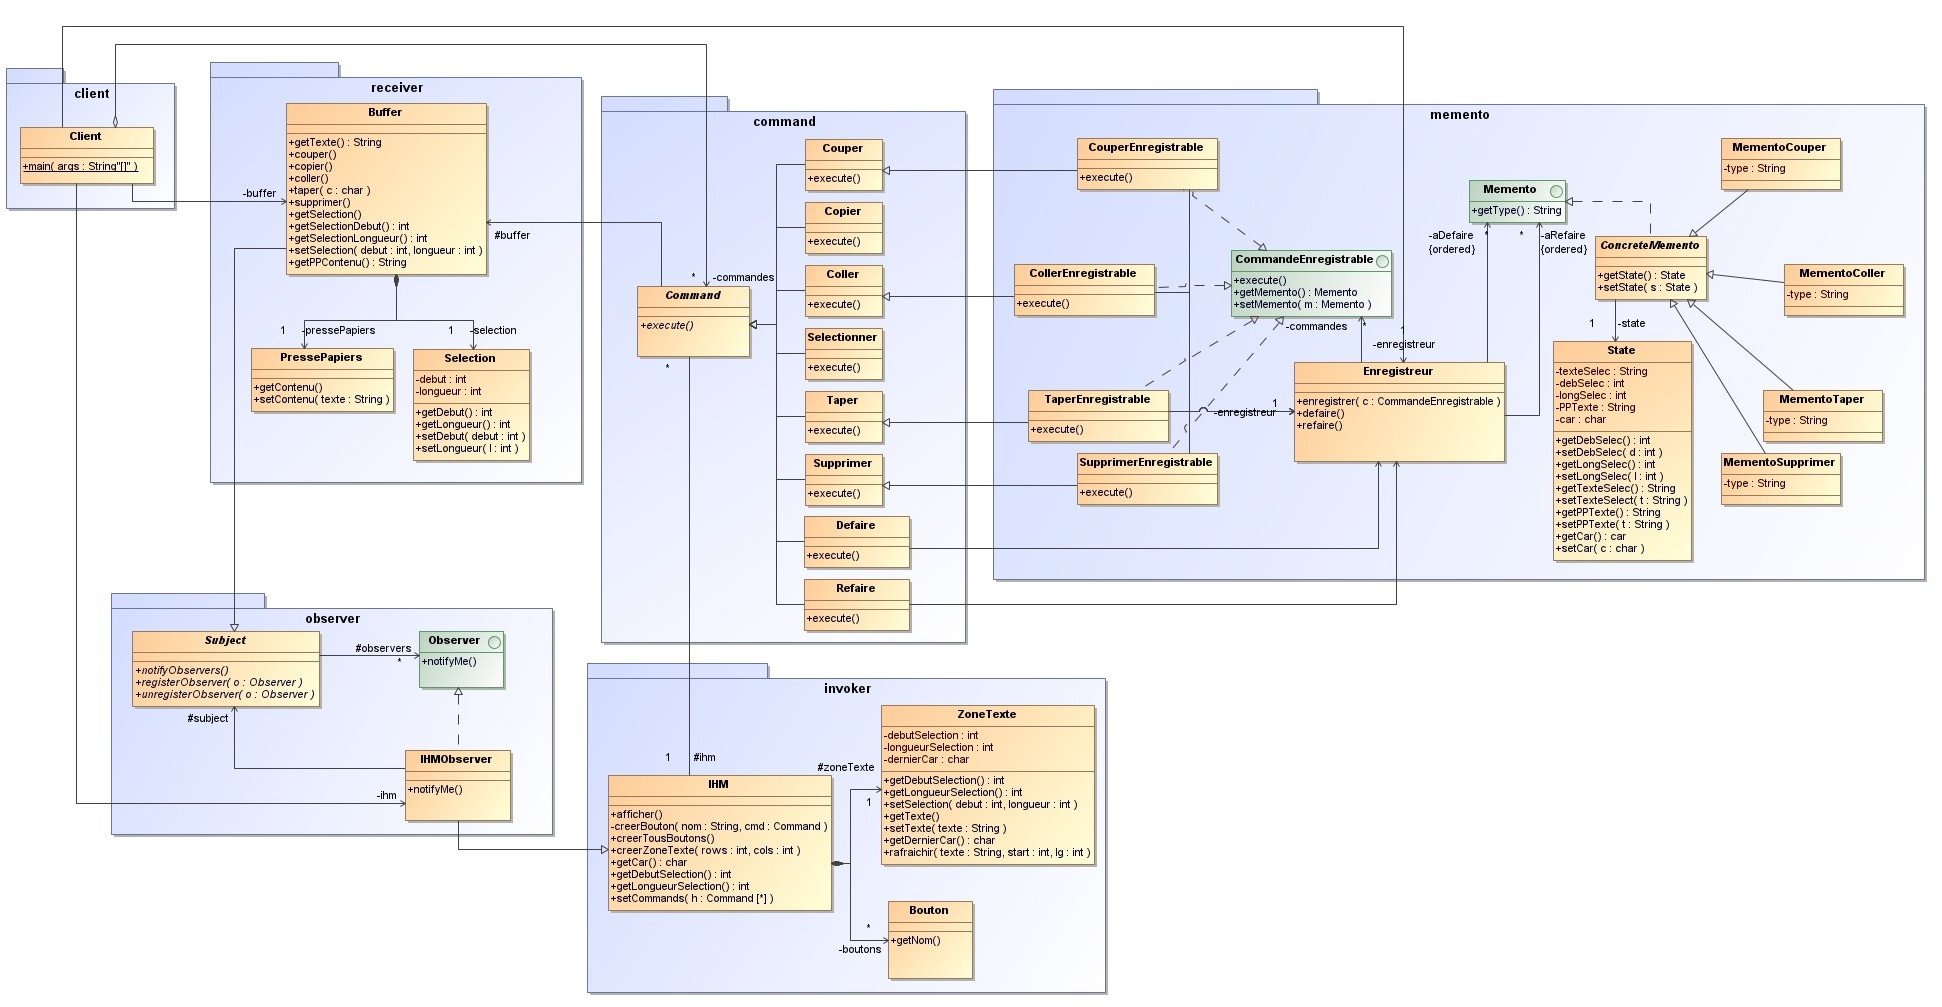 client
Client
+main( args : String"[]" )
-buffer
receiver
Buffer
+getTexte() : String
+couper()
+copier()
+coller()
+taper( c : char )
+supprimer()
+getSelection()
+getSelectionDebut() : int
+getSelectionLongueur() : int
+setSelection( debut : int, longueur : int )
+getPPContenu() : String
1
-pressePapiers
1
-selection
PressePapiers
+getContenu()
+setContenu( texte : String )
Selection
-debut : int
-longueur : int
+getDebut() : int
+getLongueur() : int
+setDebut( debut : int )
+setLongueur( l : int )
#buffer
command
*
-commandes
Command
+execute()
*
Couper
+execute()
Copier
+execute()
Coller
+execute()
Selectionner
+execute()
Taper
+execute()
Supprimer
+execute()
Defaire
+execute()
Refaire
+execute()
memento
CouperEnregistrable
+execute()
CollerEnregistrable
+execute()
TaperEnregistrable
+execute()
SupprimerEnregistrable
+execute()
CommandeEnregistrable
+execute()
+getMemento() : Memento
+setMemento( m : Memento )
-commandes
*
1
-enregistreur
1
-enregistreur
Enregistreur
+enregistrer( c : CommandeEnregistrable )
+defaire()
+refaire()
Memento
+getType() : String
-aDefaire
*
{ordered}
*
-aRefaire
{ordered}
ConcreteMemento
+getState() : State
+setState( s : State )
1
-state
State
-texteSelec : String
-debSelec : int
-longSelec : int
-PPTexte : String
-car : char
+getDebSelec() : int
+setDebSelec( d : int )
+getLongSelec() : int
+setLongSelec( l : int )
+getTexteSelec() : String
+setTexteSelect( t : String )
+getPPTexte() : String
+setPPTexte( t : String )
+getCar() : car
+setCar( c : char )
MementoCouper
-type : String
MementoColler
-type : String
MementoTaper
-type : String
MementoSupprimer
-type : String
observer
Subject
+notifyObservers()
+registerObserver( o : Observer )
+unregisterObserver( o : Observer )
#observers
*
Observer
+notifyMe()
#subject
IHMObserver
+notifyMe()
-ihm
invoker
1
#ihm
IHM
+afficher()
-creerBouton( nom : String, cmd : Command )
+creerTousBoutons()
+creerZoneTexte( rows : int, cols : int )
+getCar() : char
+getDebutSelection() : int
+getLongueurSelection() : int
+setCommands( h : Command [*] )
#zoneTexte
1
ZoneTexte
-debutSelection : int
-longueurSelection : int
-dernierCar : char
+getDebutSelection() : int
+getLongueurSelection() : int
+setSelection( debut : int, longueur : int )
+getTexte()
+setTexte( texte : String )
+getDernierCar() : char
+rafraichir( texte : String, start : int, lg : int )
*
-boutons
Bouton
+getNom()